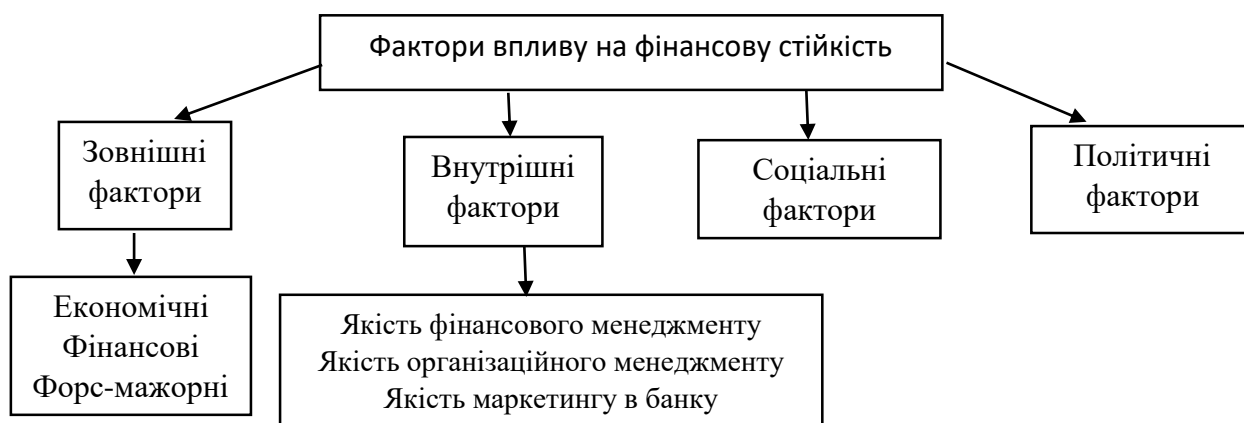 Фактори впливу на фінансову стійкість
Зовнішні
фактори
Внутрішні
фактори
Соціальні
фактори
Політичні
фактори
Економічні
Фінансові
Форс-мажорні
Якість фінансового менеджменту
Якість організаційного менеджменту
Якість маркетингу в банку